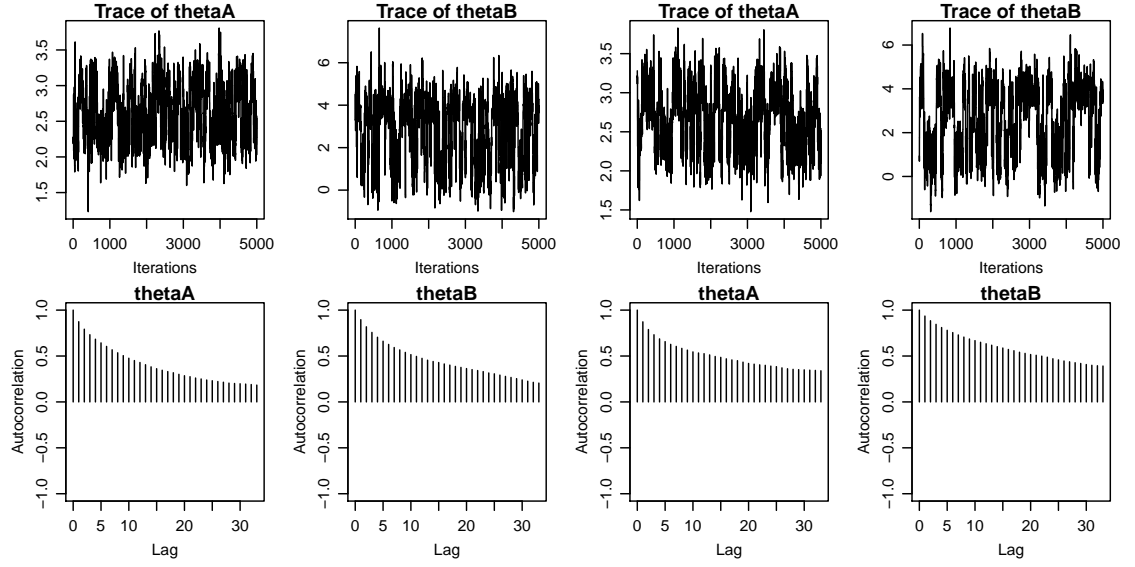 Trace of thetaA
1.5 2.0 2.5 3.0 3.5
0 1000 3000 5000
Iterations
Trace of thetaB
0 2 4 6
0 1000 3000 5000
Iterations
Trace of thetaA
1.5 2.0 2.5 3.0 3.5
0 1000 3000 5000
Iterations
Trace of thetaB
0 2 4 6
0 1000 3000 5000
Iterations
thetaA
Autocorrelation
−1.0 −0.5 0.0 0.5 1.0
0 5 10 20 30
Lag
thetaB
Autocorrelation
−1.0 −0.5 0.0 0.5 1.0
0 5 10 20 30
Lag
thetaA
Autocorrelation
−1.0 −0.5 0.0 0.5 1.0
0 5 10 20 30
Lag
thetaB
Autocorrelation
−1.0 −0.5 0.0 0.5 1.0
0 5 10 20 30
Lag